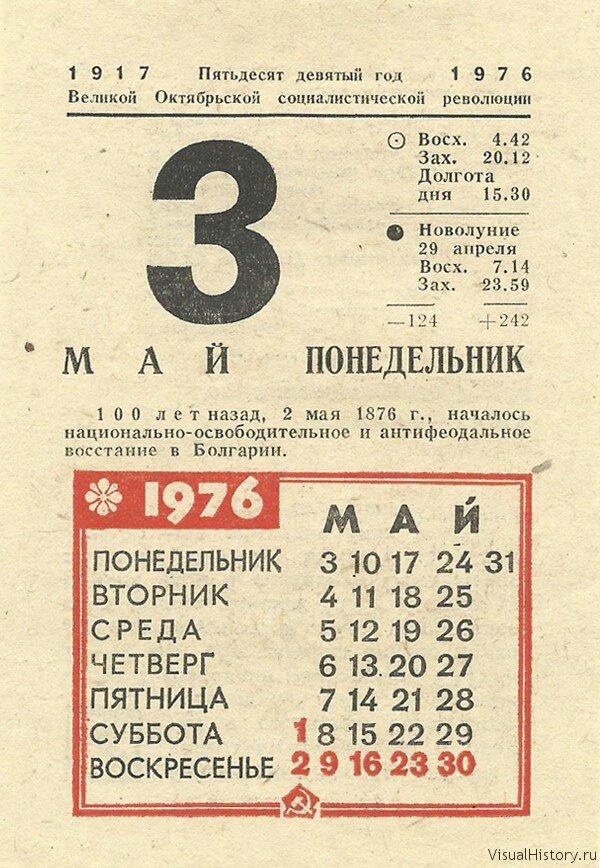 1917 Пятьдесят девятый год 1976
Великой Октябрьской социалистической революции
3
Восх. 4.42
Зах. 20.12
Долгота
дня 15.30
Новолуние
29 апреля
Восх. 7.14
Зах. 23.59
—124 +242
МАЙ ПОНЕДЕЛЬНИК
100 лет назад, 2 мая 1876 г., началось
национально-освободительное и антифеодальное
восстание в Болгарии.
1976 МАЙ
ПОНЕДЕЛЬНИК 3 10 17 24 31
ВТОРНИК 4 11 18 25
СРЕДА 5 12 19 26
ЧЕТВЕРГ 6 13 20 27
ПЯТНИЦА 7 14 21 28
СУББОТА 1 8 15 22 29
ВОСКРЕСЕНЬЕ 2 9 16 23 30
VisualHistory.ru